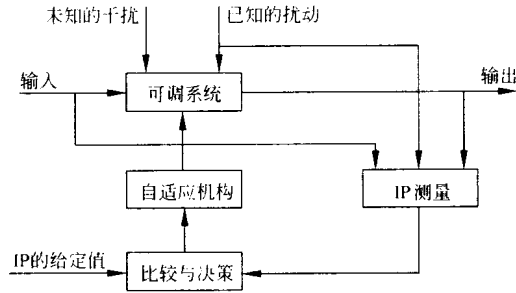 未知的干扰
已知的扰动
输入
可调系统
输出
自适应机构
IP测量
IP的给定值
比较与决策